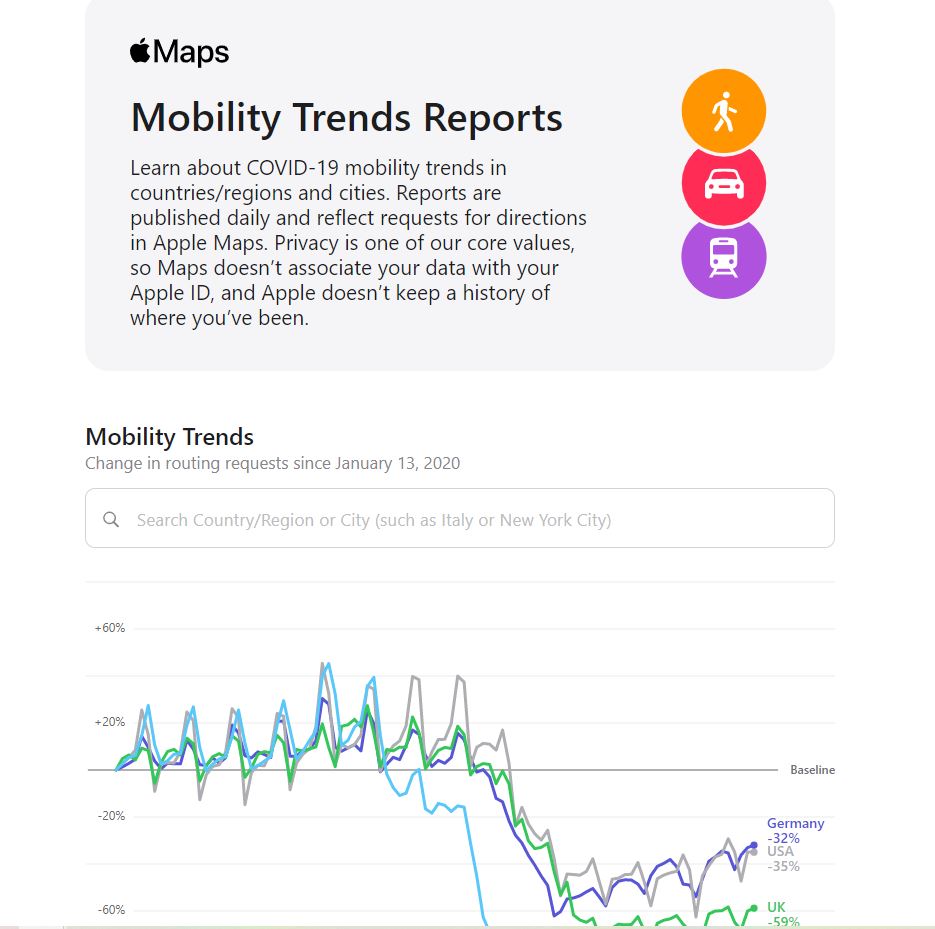 Maps
Mobility Trends Reports
Learn about COVID-19 mobility trends in
countries/regions and cities. Reports are
published daily and reflect requests for directions
in Apple Maps. Privacy is one of our core values,
so Maps doesn’t associate your data with your
Apple ID, and Apple doesn’t keep a history of
where you’ve been.
Mobility Trends
Change in routing requests since January 13, 2020
Search Country/Region or City (such as Italy or New York City)
+60%
+20%
Baseline
-20%
Germany
-32%
USA
-35%
-60%
UK
-59%